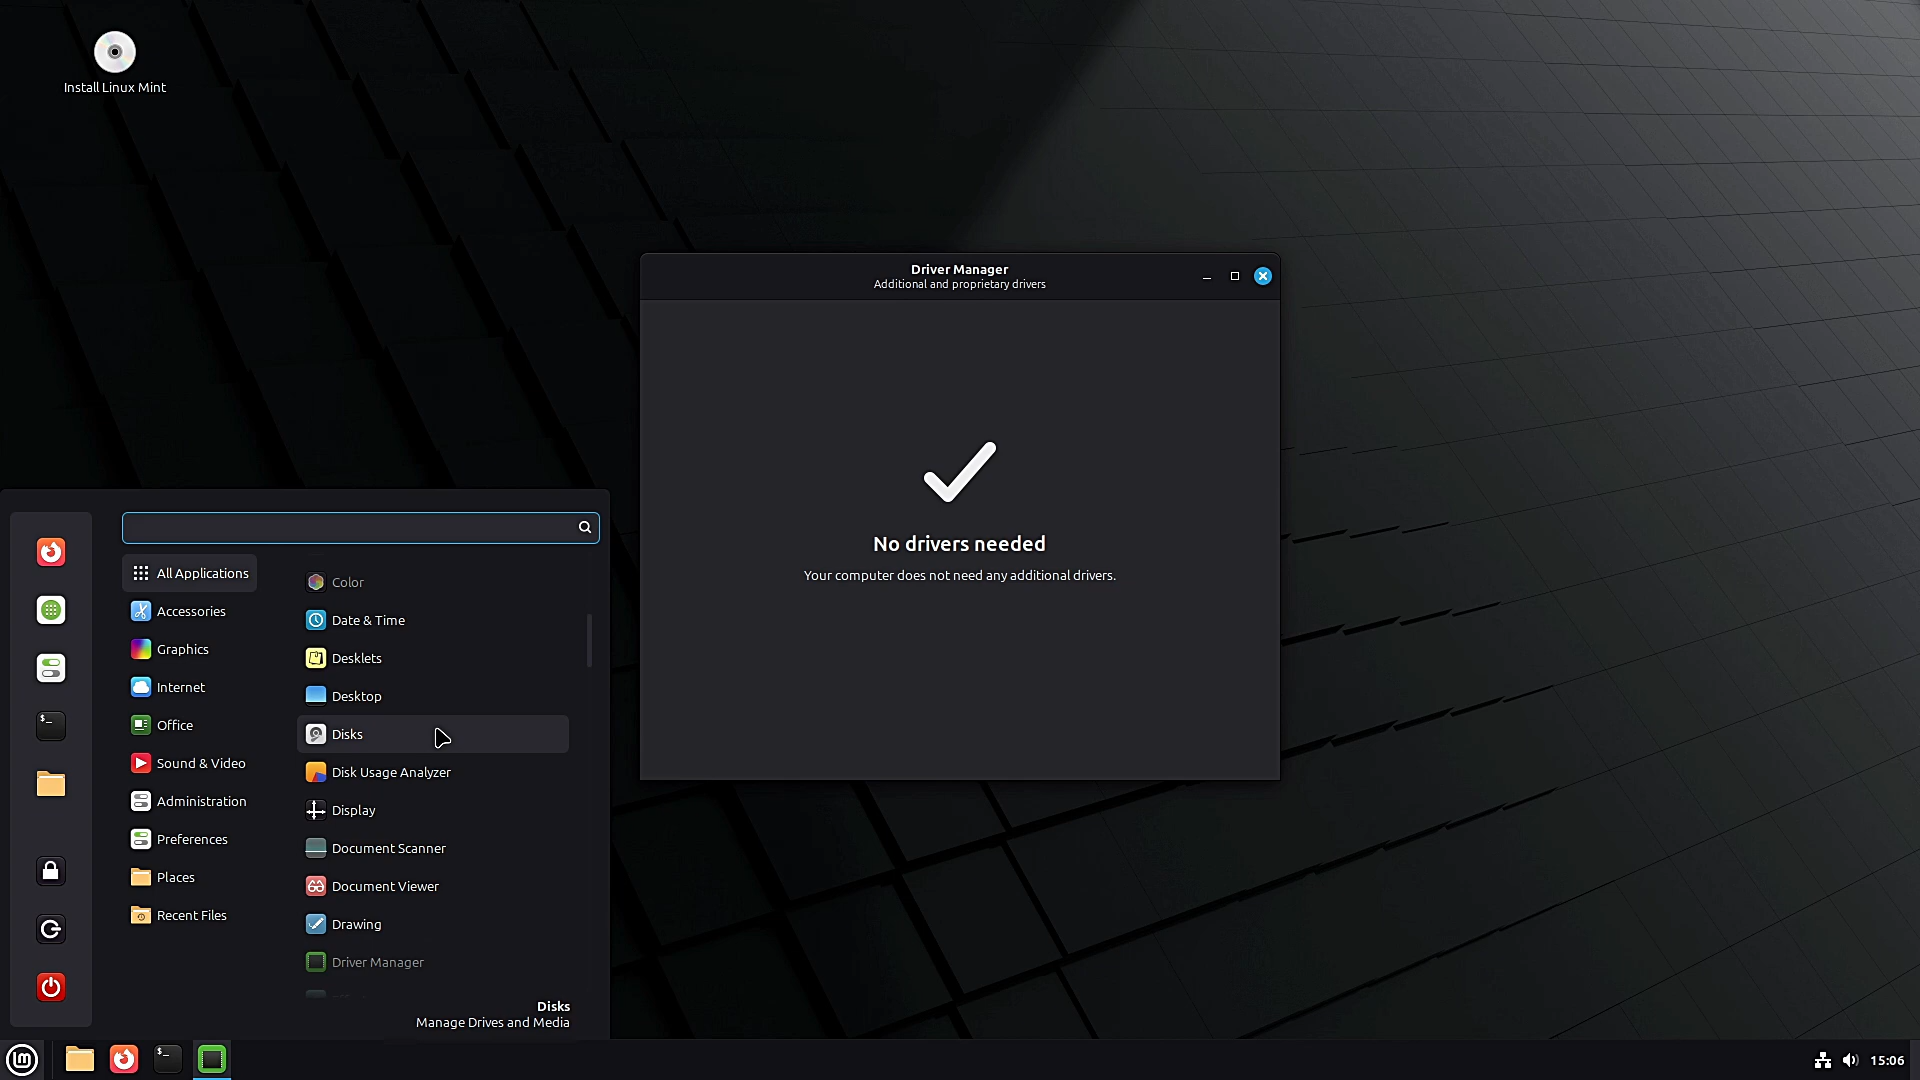 Install Linux Mint
Driver Manager
Additional and proprietary drivers
No drivers needed
Your computer does not need any additional drivers.
All Applications
Accessories
Graphics
Internet
Office
Sound & Video
Administration
Preferences
Places
Recent Files
Color
Date & Time
Desklets
Desktop
Disks
Disk Usage Analyzer
Display
Document Scanner
Document Viewer
Drawing
Driver Manager
Disks
Manage Drives and Media
15:06